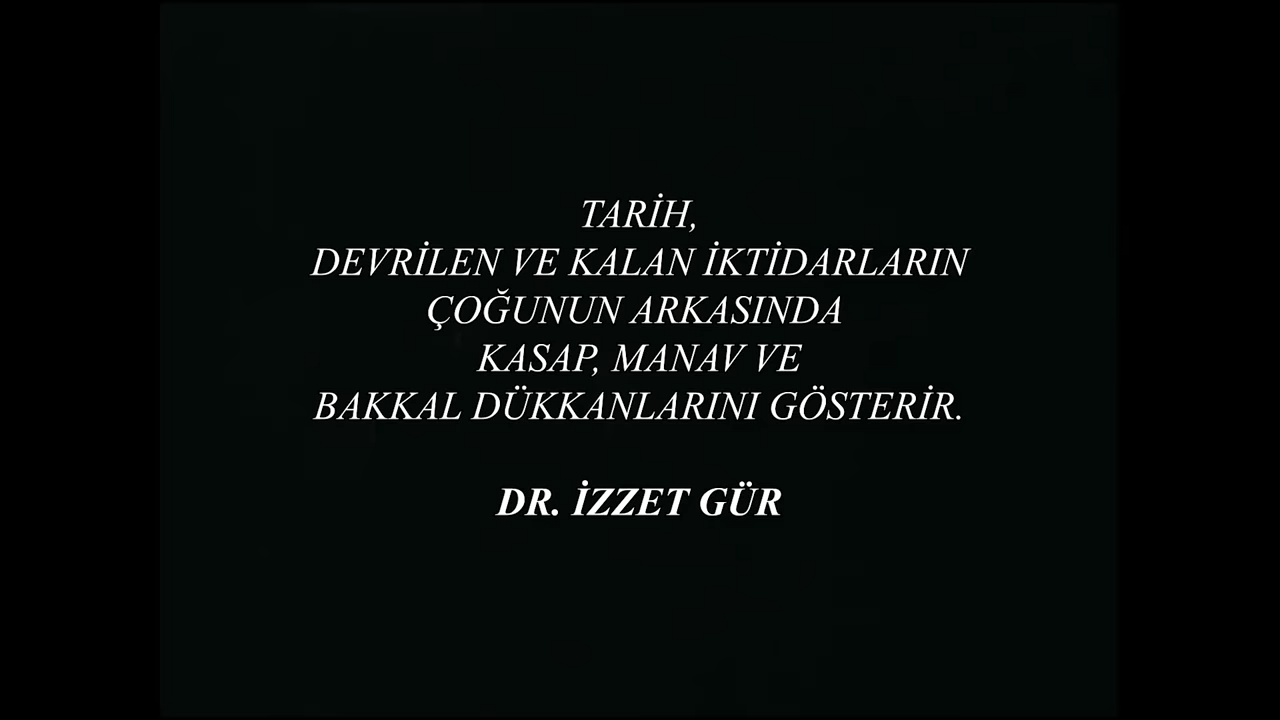 TARİH,
DEVRİLEN VE KALAN İKTİDARLARIN
ÇOĞUNUN ARKASINDA
KASAP, MANAV VE
BAKKAL DÜKKANLARINI GÖSTERİR.
DR. İZZET GÜR